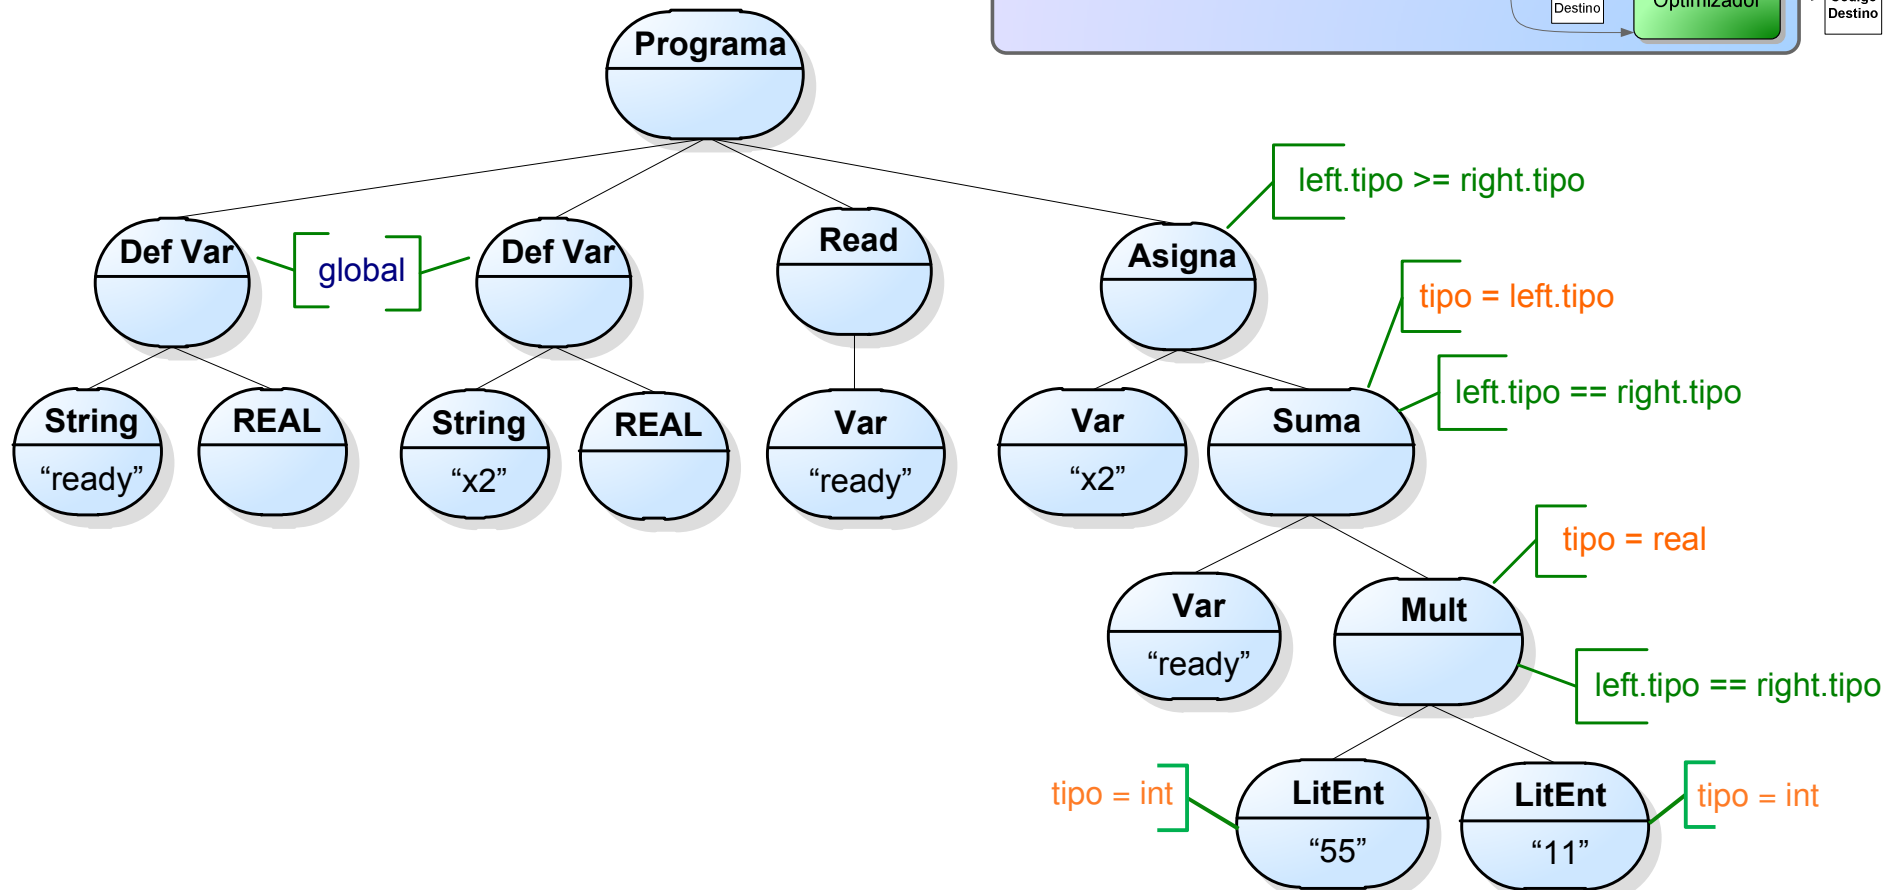 Destino
Optimizador
Código
Destino
Programa
left.tipo >= right.tipo
Def Var
global
Def Var
Read
Asigna
tipo = left.tipo
left.tipo == right.tipo
String
“ready”
REAL
String
“x2”
REAL
Var
“ready”
Var
“x2”
Suma
tipo = real
Var
“ready”
Mult
left.tipo == right.tipo
tipo = int
LitEnt
“55”
LitEnt
“11”
tipo = int